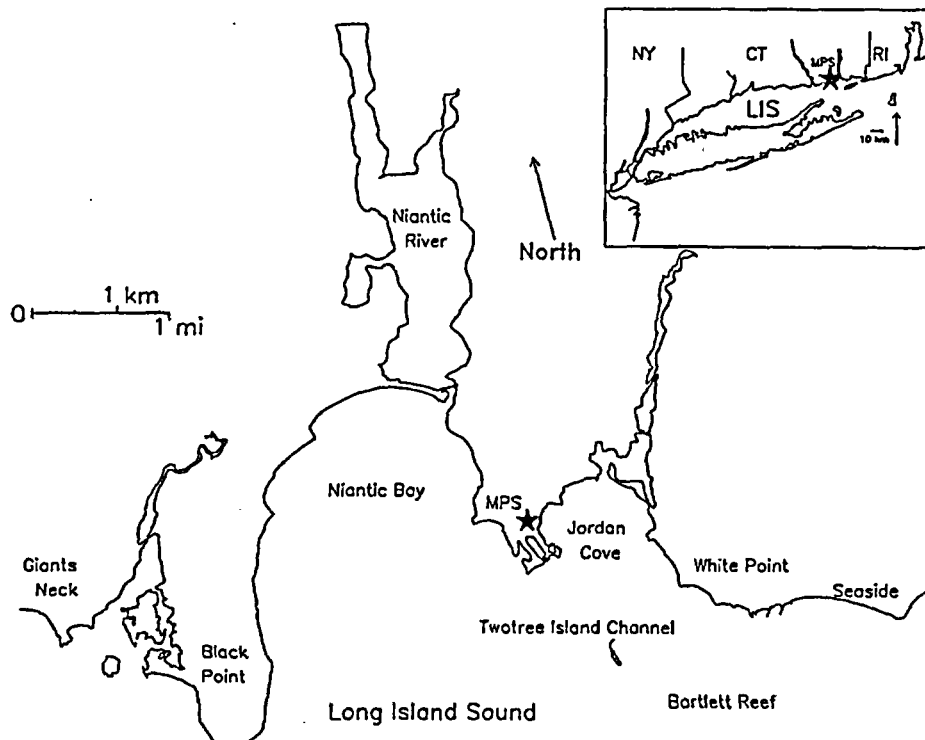 NY
CT
MPS
RI
LIS
10 km
Niantic
River
North
0
1 km
1 mi
Niantic Bay
MPS
Jordan
Cove
Giants
Neck
White Point
Seaside
Twotree Island Channel
Black
Point
Long Island Sound
Bartlett Reef